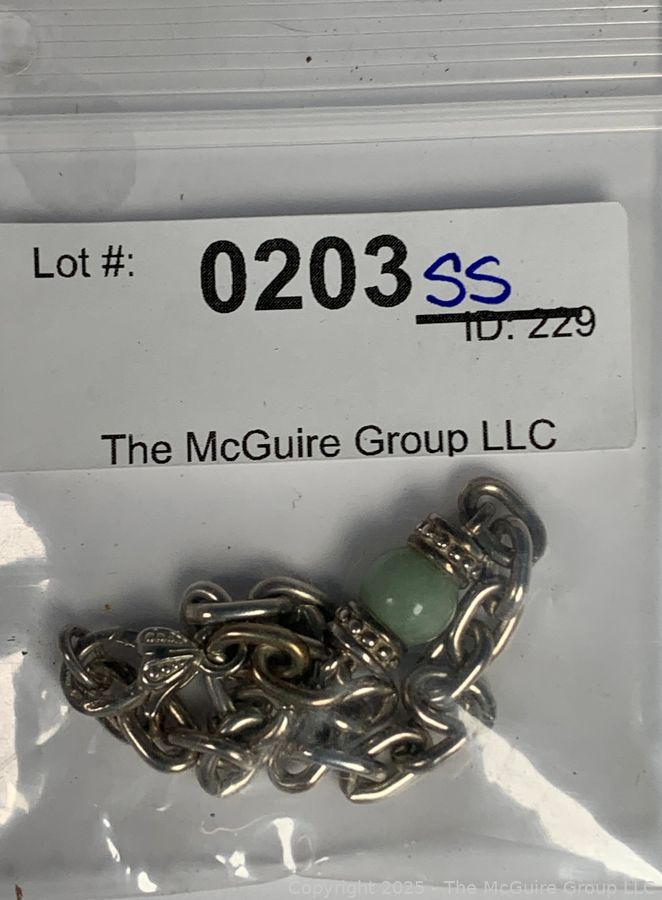 Lot #: 0203 SS
ID: 229
The McGuire Group LLC
Copyright 2025 - The McGuire Group LLC